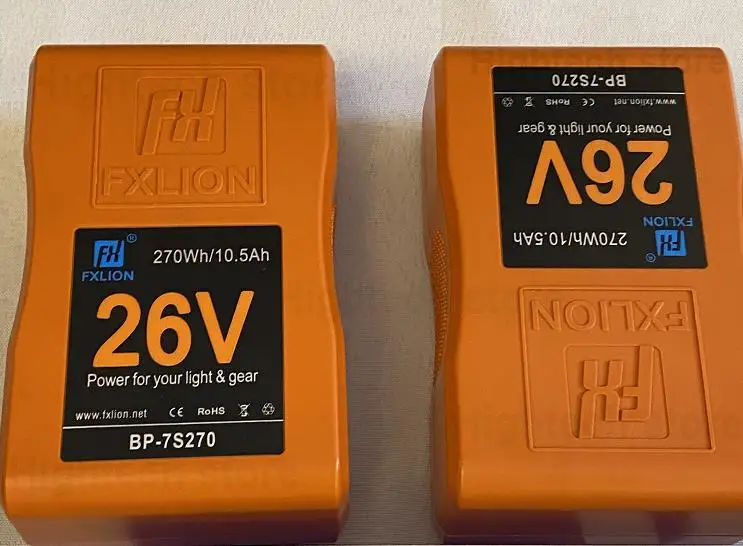 FX
FXLION
FX®
FXLION
270Wh/10.5Ah
26V
Power for your light & gear
www.fxlion.net CE RoHS
BP-7S270
BP-7S270
www.fxlion.net CE RoHS
Power for your light & gear
26V
270Wh/10.5Ah
FX®
FXLION
FXLION
FX